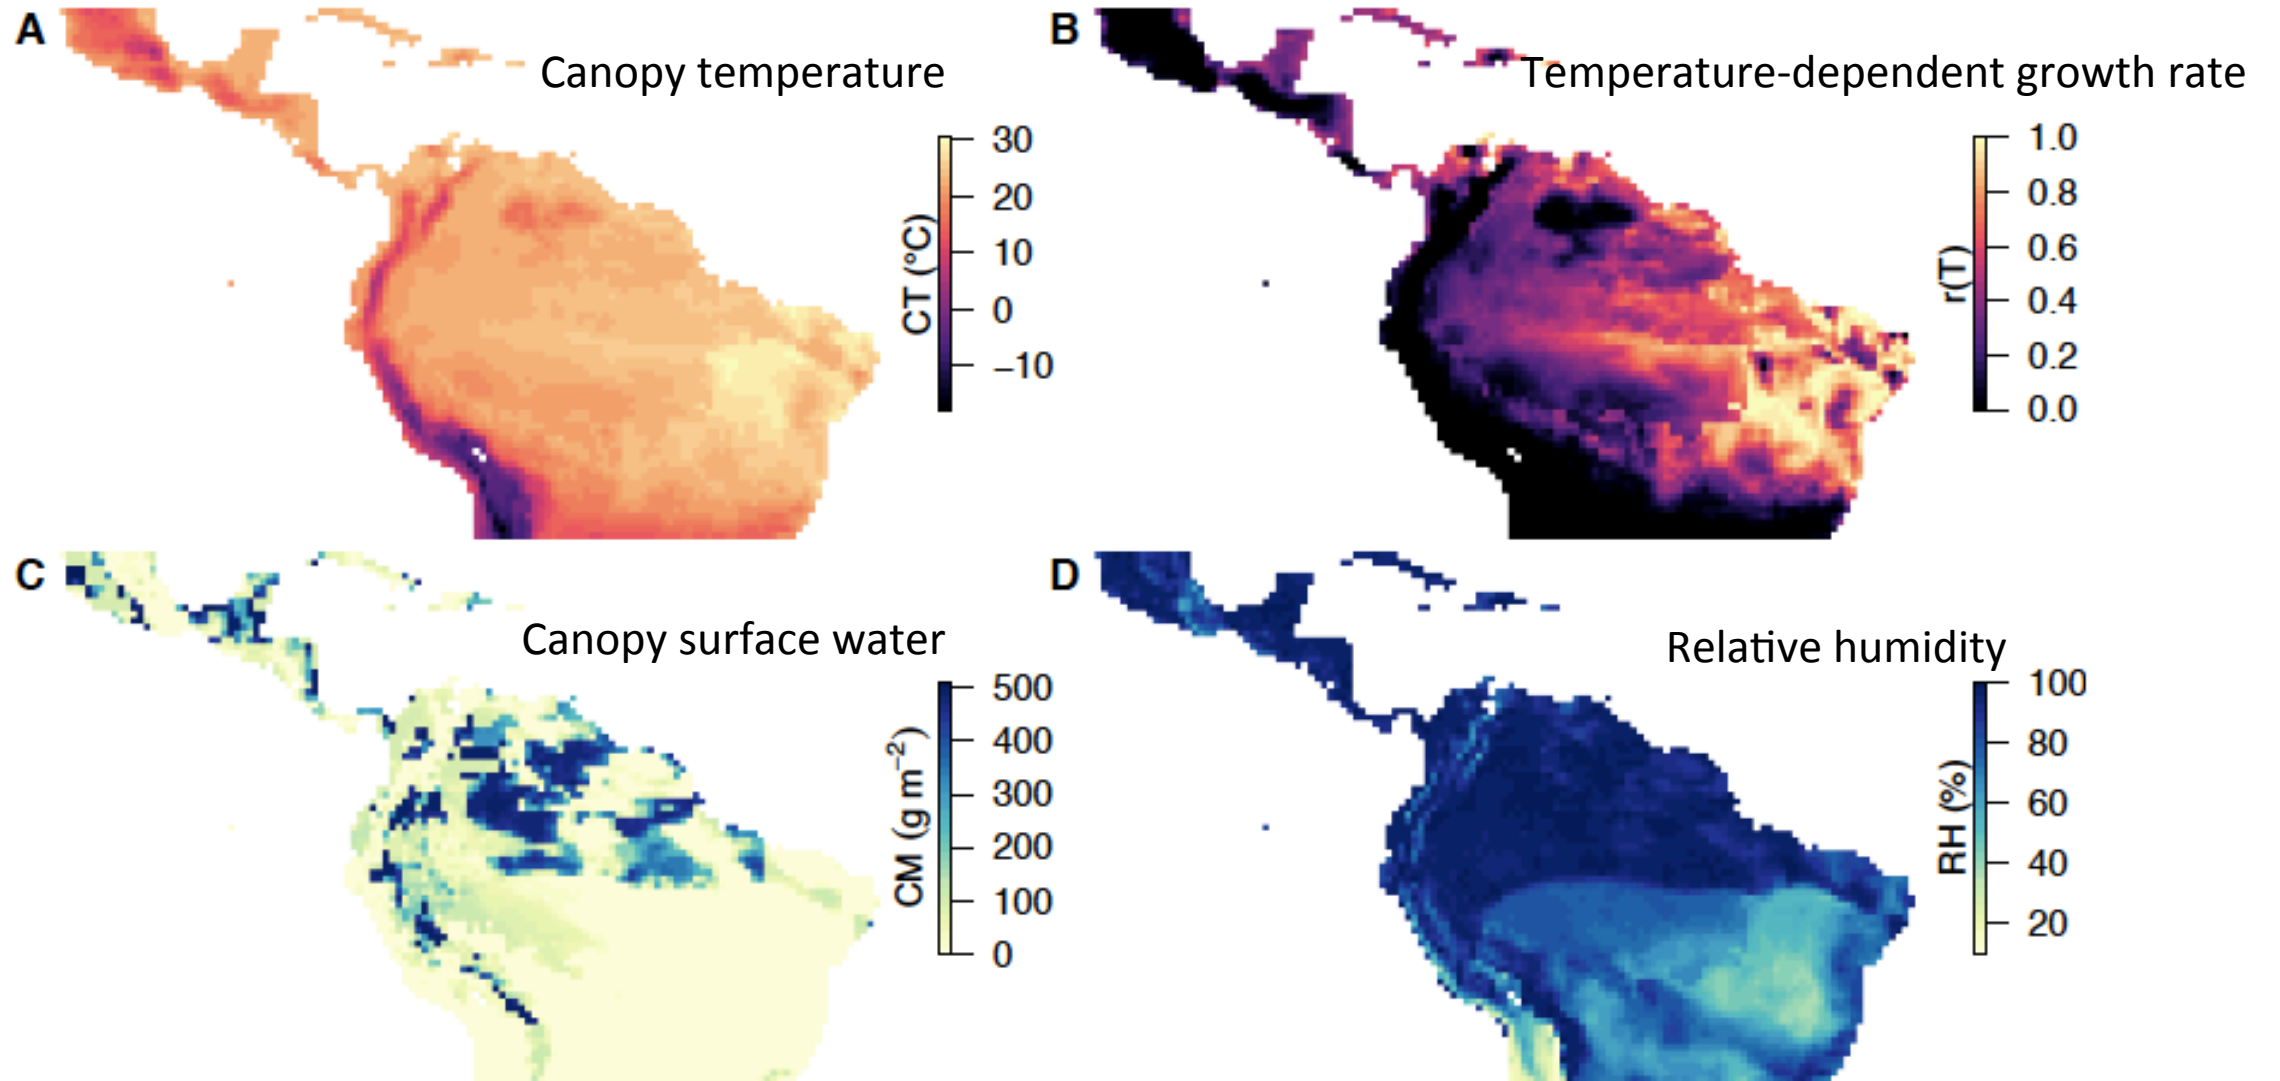 A
Canopy temperature
CT (°C)
30
20
10
0
−10
B
Temperature-dependent growth rate
r(T)
1.0
0.8
0.6
0.4
0.2
0.0
C
Canopy surface water
CM (g m⁻²)
500
400
300
200
100
0
D
Relative humidity
RH (%)
100
80
60
40
20